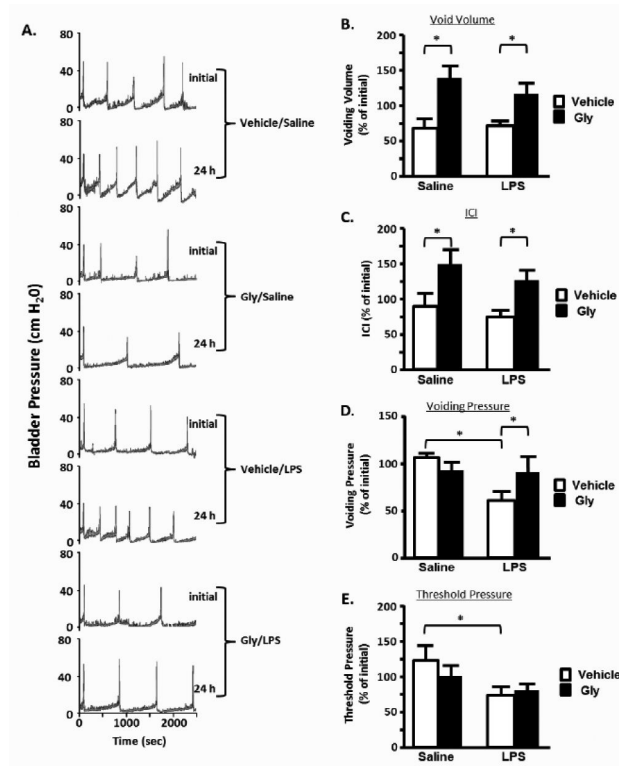 A.
Bladder Pressure (cm H₂0)
80
40
0
initial
80
40
0
24 h
Vehicle/Saline
80
40
0
initial
80
40
0
24 h
Gly/Saline
80
40
0
initial
80
40
0
24 h
Vehicle/LPS
80
40
0
initial
80
40
0
24 h
Gly/LPS
0 1000 2000
Time (sec)
B.
Void Volume
Voiding Volume
(% of initial)
200
150
100
50
0
* *
Vehicle
Gly
Saline LPS
C.
ICI
ICI (% of initial)
200
150
100
50
0
* *
Vehicle
Gly
Saline LPS
D.
Voiding Pressure
Voiding Pressure
(% of initial)
150
100
50
0
* *
Vehicle
Gly
Saline LPS
E.
Threshold Pressure
Threshold Pressure
(% of initial)
200
150
100
50
0
*
Vehicle
Gly
Saline LPS